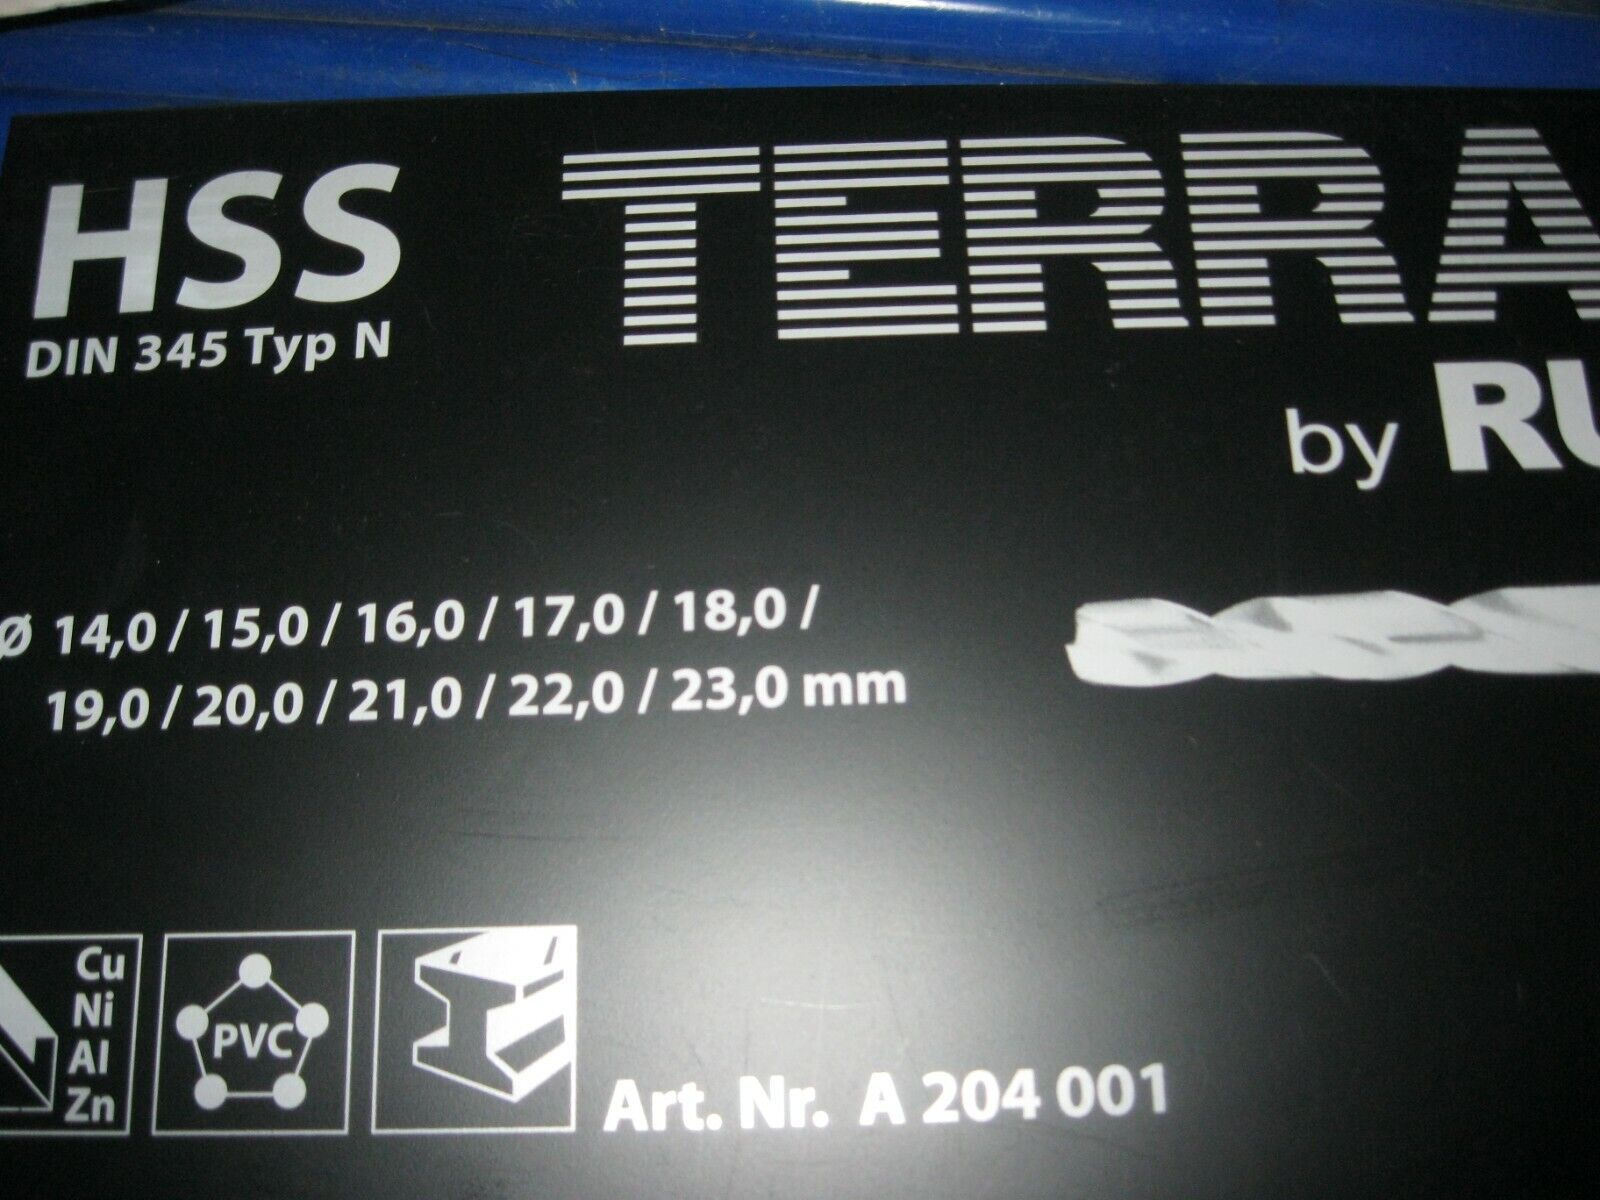 HSS
DIN 345 Typ N
TERRA
by RU
Ø 14,0 / 15,0 / 16,0 / 17,0 / 18,0 /
19,0 / 20,0 / 21,0 / 22,0 / 23,0 mm
Cu
Ni
Al
Zn
PVC
Art. Nr. A 204 001